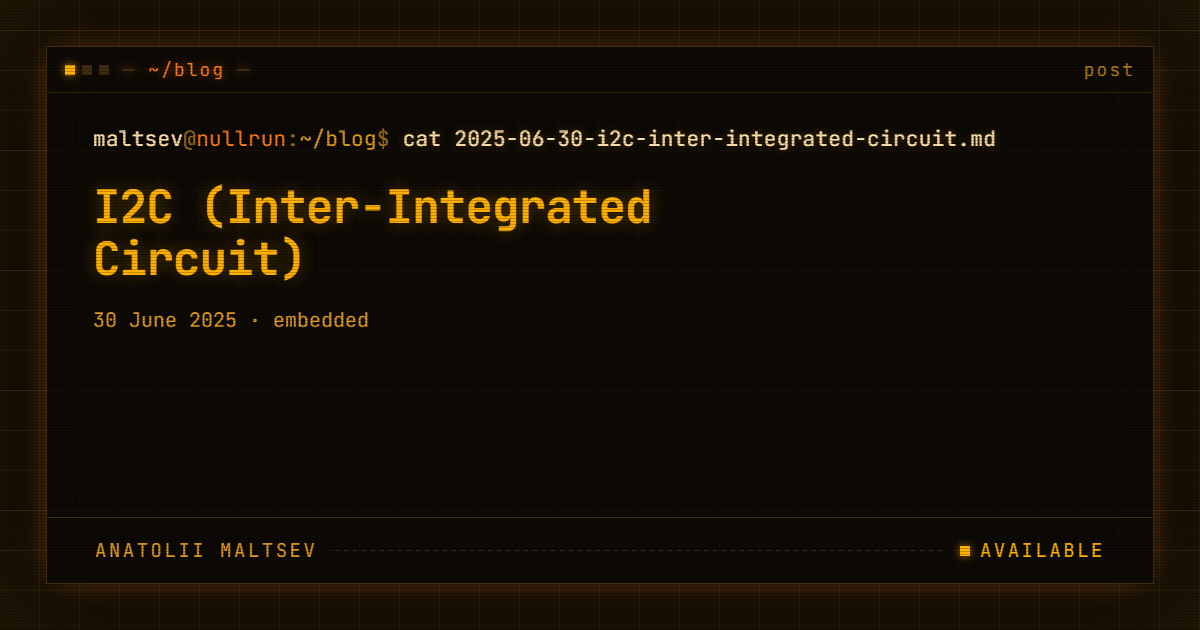 — ~/blog —
post
maltsev@nullrun:~/blog$ cat 2025-06-30-i2c-inter-integrated-circuit.md
I2C (Inter-Integrated
Circuit)
30 June 2025 · embedded
ANATOLII MALTSEV
AVAILABLE